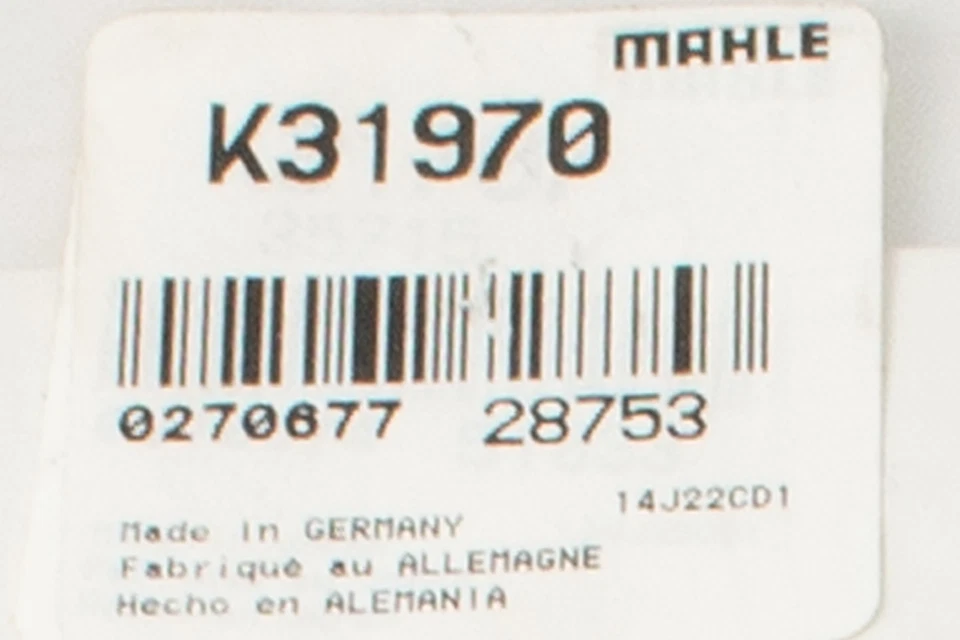 MAHLE
K31970
0270677 28753
14J22CD1
Made in GERMANY
Fabriqué au ALLEMAGNE
Hecho en ALEMANIA